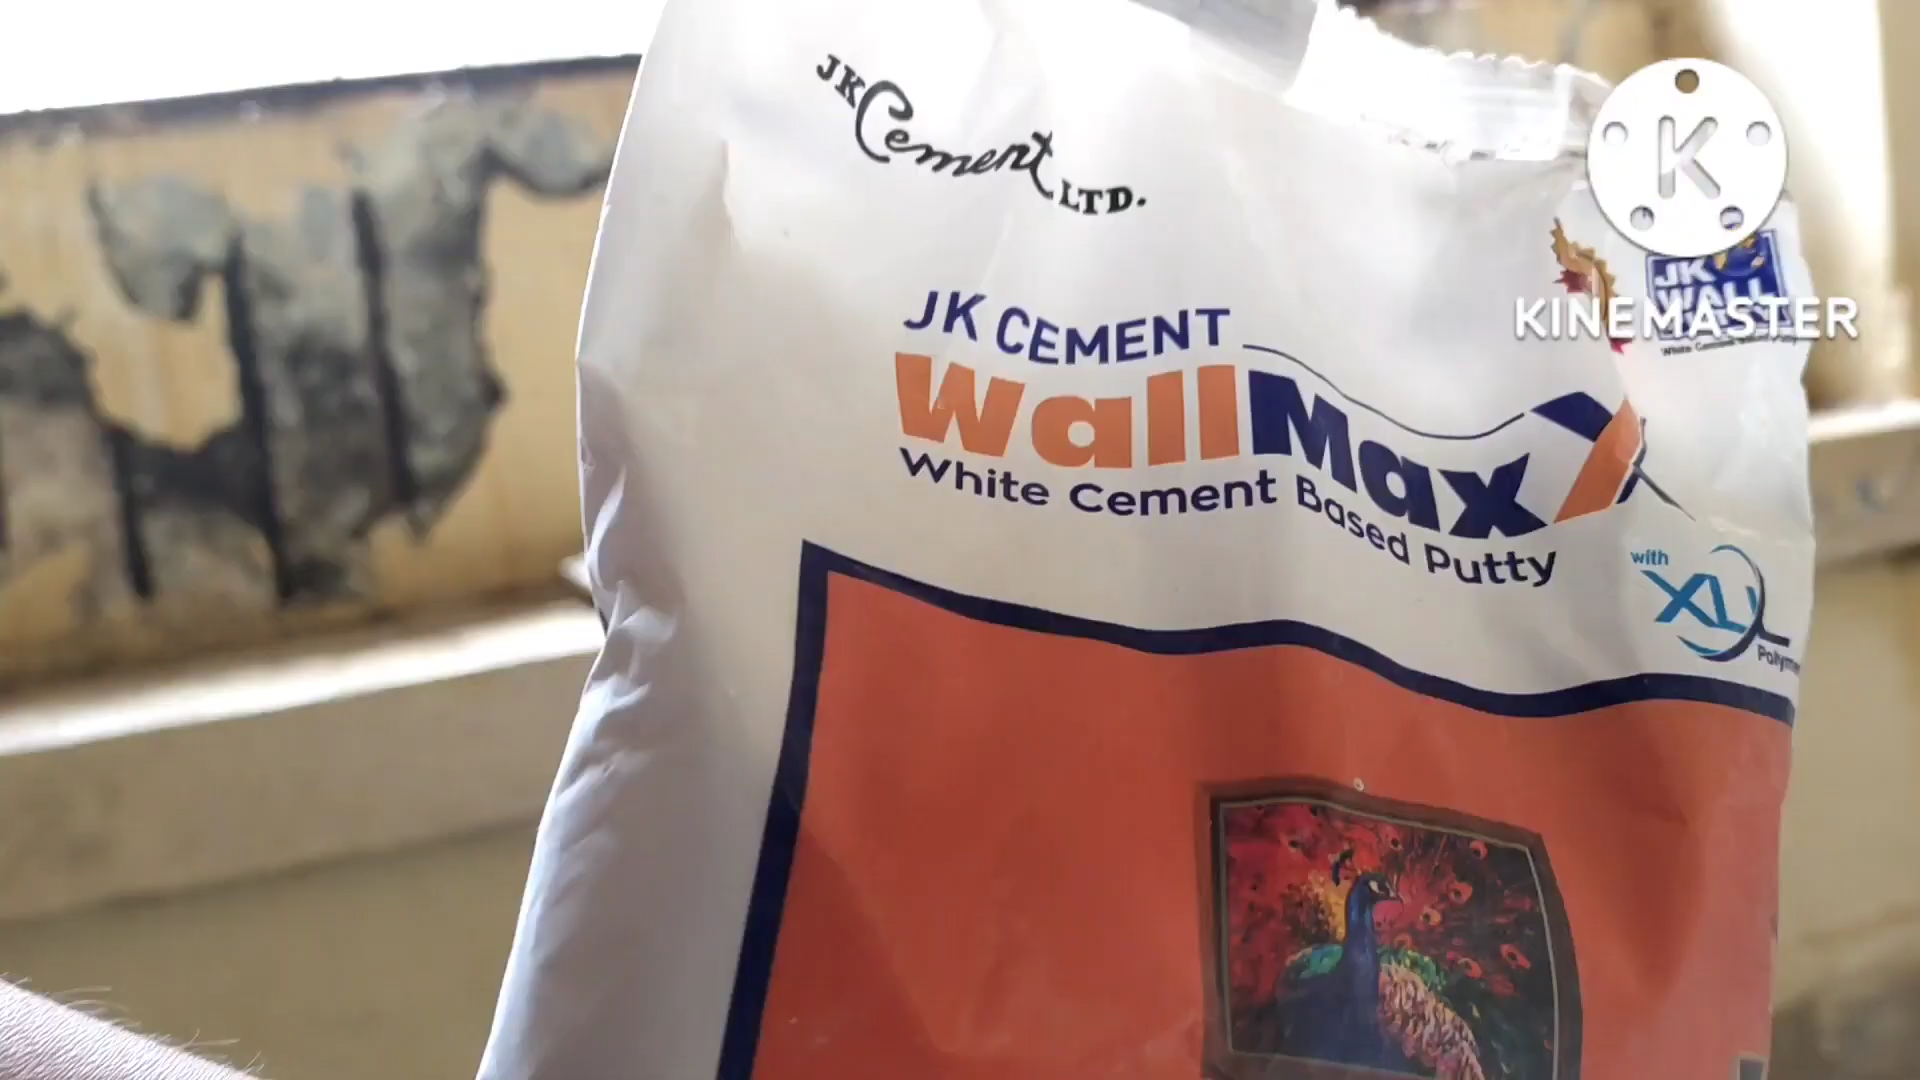 JK Cement LTD.
K
KINEMASTER
JK
WALL
JK CEMENT
WallMax
White Cement Based Putty
with
XL